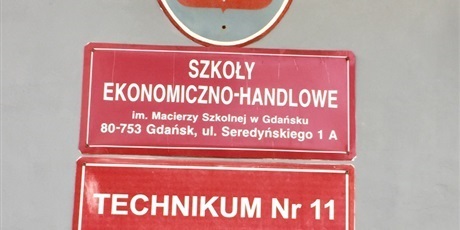 SZKOŁY
EKONOMICZNO-HANDLOWE
im. Macierzy Szkolnej w Gdańsku
80-753 Gdańsk, ul. Seredyńskiego 1 A
TECHNIKUM Nr 11